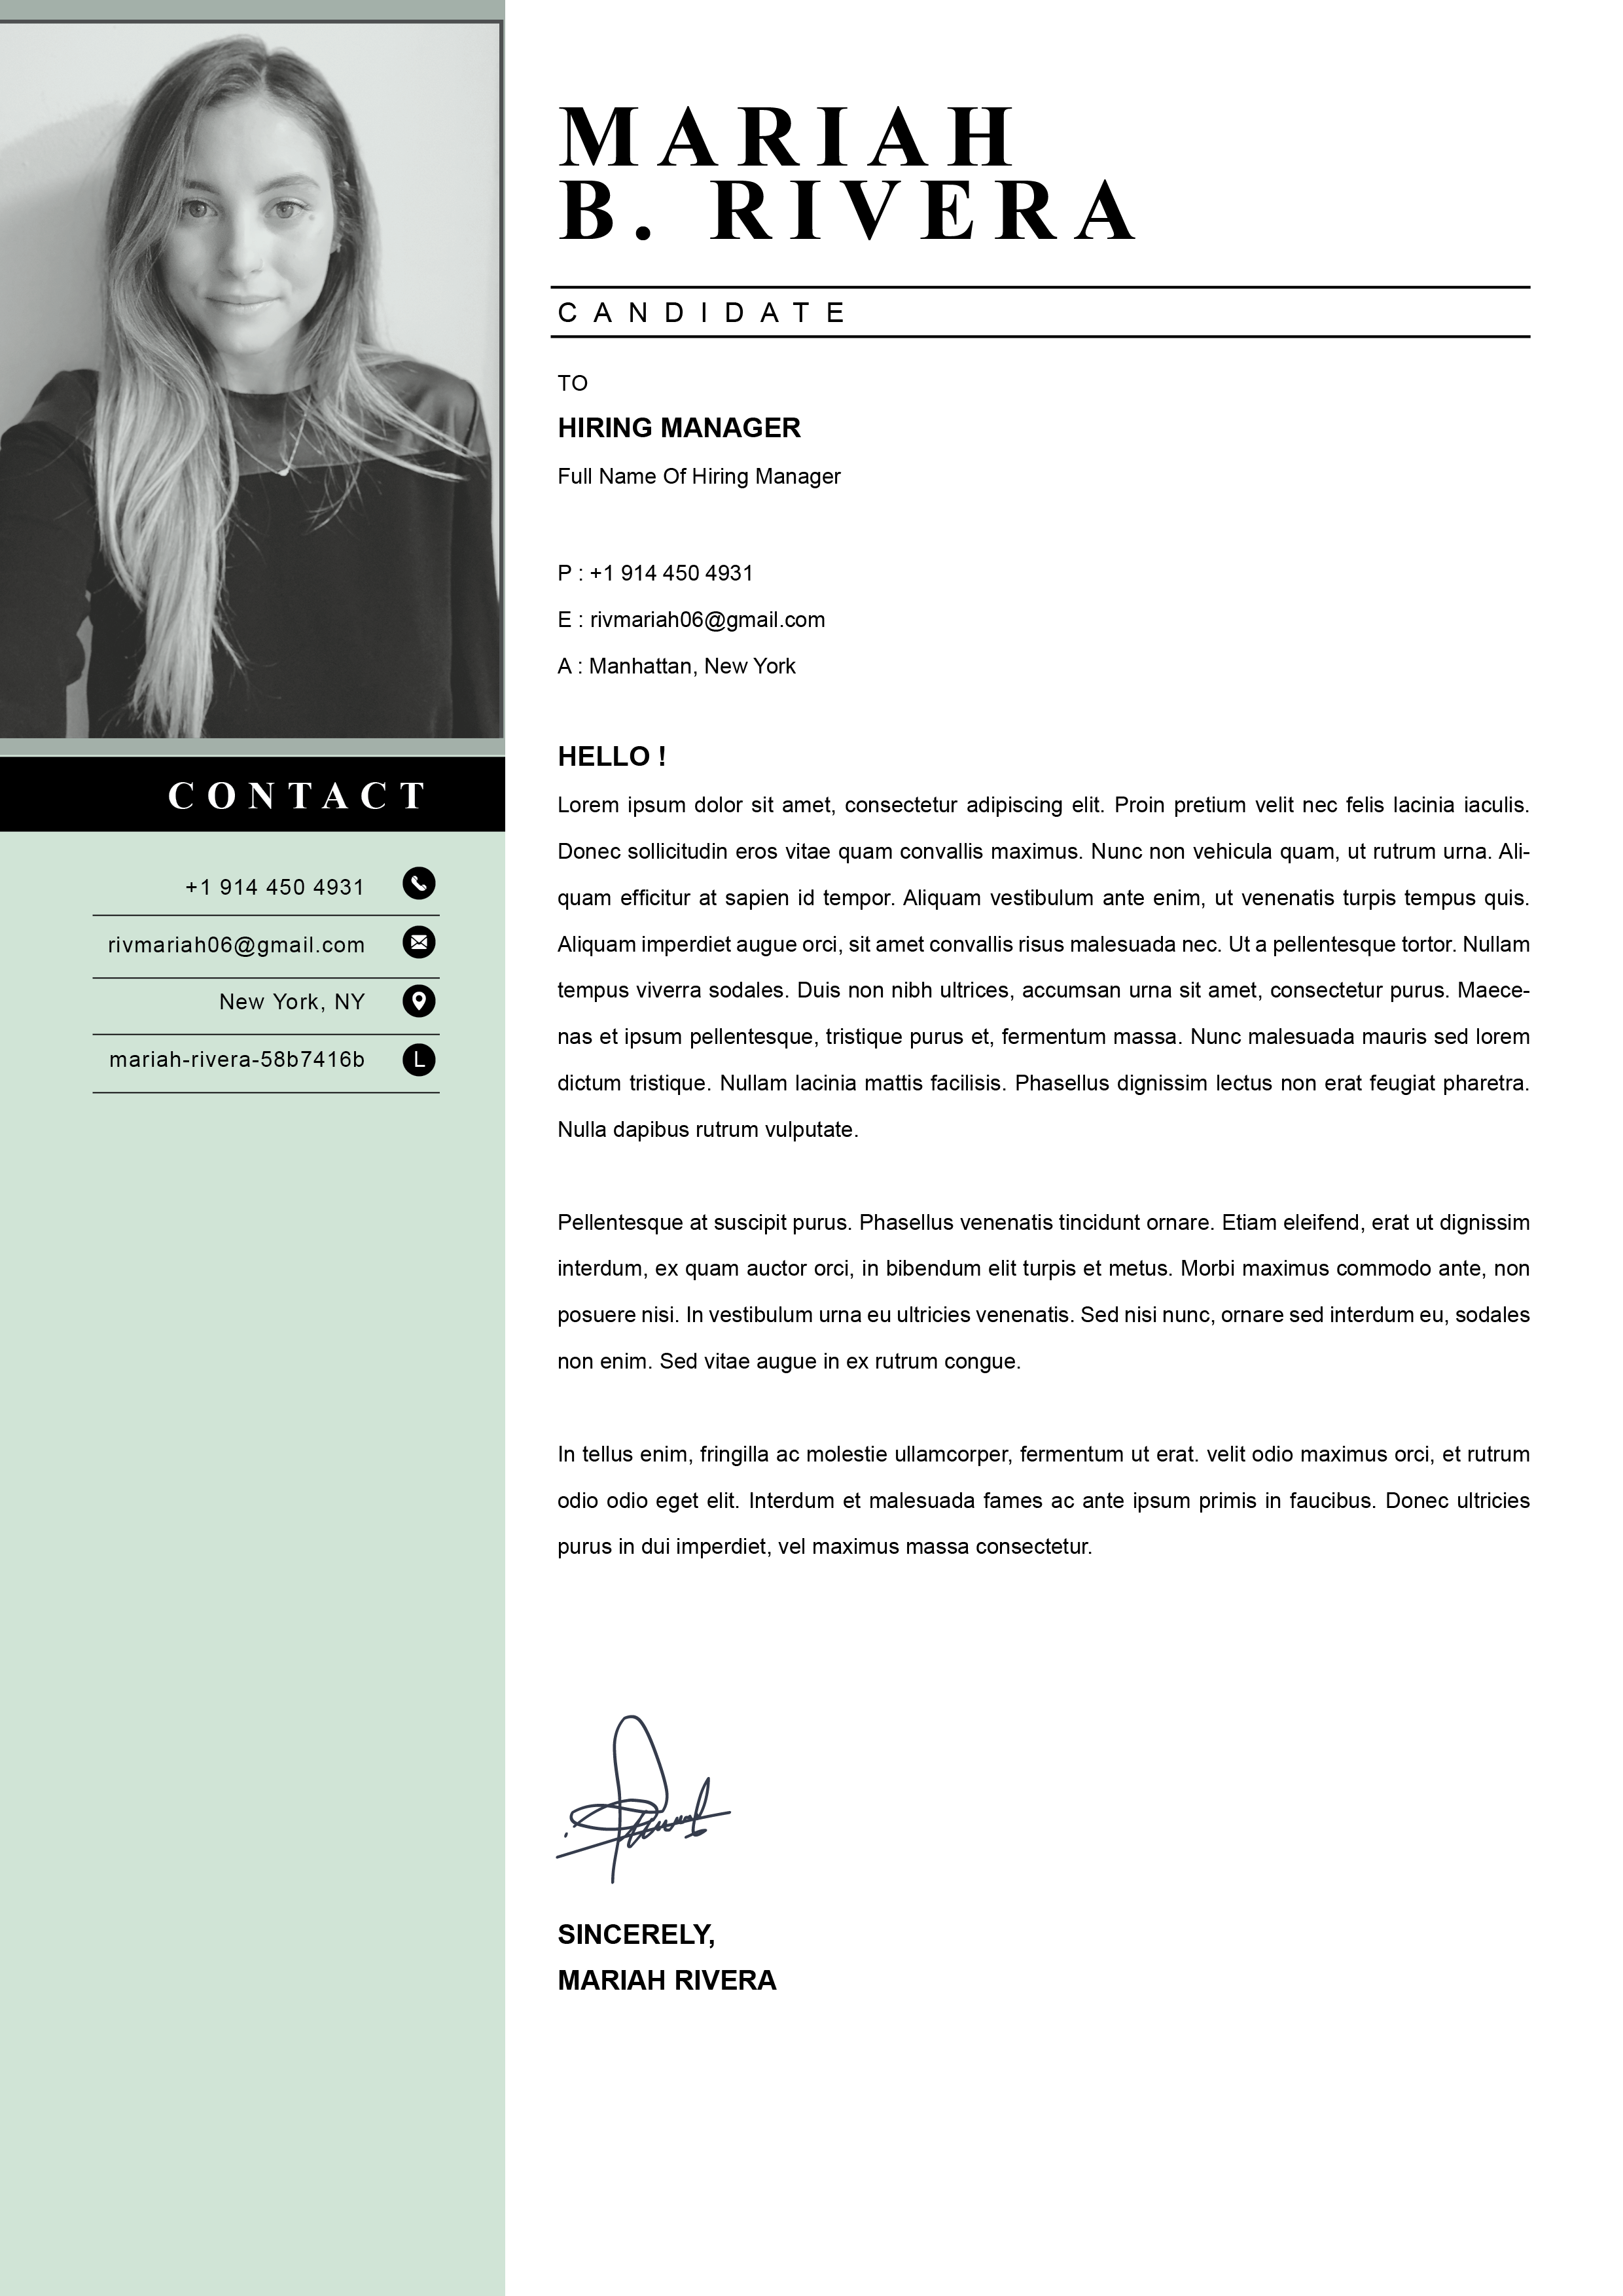 MARIAH
B. RIVERA
CANDIDATE
TO
HIRING MANAGER
Full Name Of Hiring Manager
P : +1 914 450 4931
E : rivmariah06@gmail.com
A : Manhattan, New York
CONTACT
+1 914 450 4931
rivmariah06@gmail.com
New York, NY
mariah-rivera-58b7416b L
HELLO !
Lorem ipsum dolor sit amet, consectetur adipiscing elit. Proin pretium velit nec felis lacinia iaculis.
Donec sollicitudin eros vitae quam convallis maximus. Nunc non vehicula quam, ut rutrum urna. Ali-
quam efficitur at sapien id tempor. Aliquam vestibulum ante enim, ut venenatis turpis tempus quis.
Aliquam imperdiet augue orci, sit amet convallis risus malesuada nec. Ut a pellentesque tortor. Nullam
tempus viverra sodales. Duis non nibh ultrices, accumsan urna sit amet, consectetur purus. Maece-
nas et ipsum pellentesque, tristique purus et, fermentum massa. Nunc malesuada mauris sed lorem
dictum tristique. Nullam lacinia mattis facilisis. Phasellus dignissim lectus non erat feugiat pharetra.
Nulla dapibus rutrum vulputate.
Pellentesque at suscipit purus. Phasellus venenatis tincidunt ornare. Etiam eleifend, erat ut dignissim
interdum, ex quam auctor orci, in bibendum elit turpis et metus. Morbi maximus commodo ante, non
posuere nisi. In vestibulum urna eu ultricies venenatis. Sed nisi nunc, ornare sed interdum eu, sodales
non enim. Sed vitae augue in ex rutrum congue.
In tellus enim, fringilla ac molestie ullamcorper, fermentum ut erat. velit odio maximus orci, et rutrum
odio odio eget elit. Interdum et malesuada fames ac ante ipsum primis in faucibus. Donec ultricies
purus in dui imperdiet, vel maximus massa consectetur.
SINCERELY,
MARIAH RIVERA